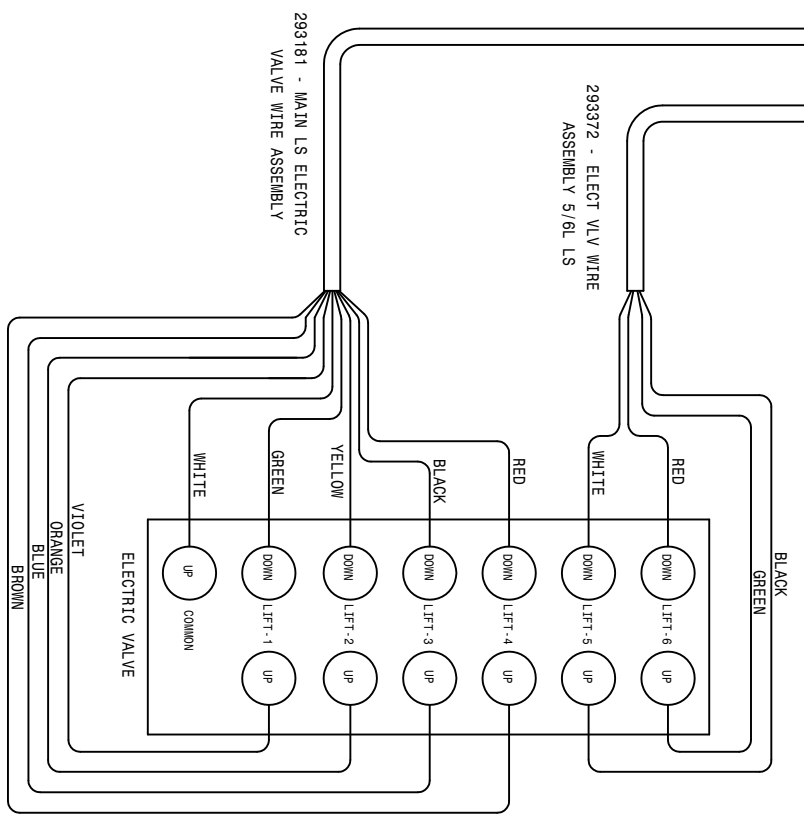 293181 - MAIN LS ELECTRIC
VALVE WIRE ASSEMBLY
293372 - ELECT VLV WIRE
ASSEMBLY 5/6L LS
WHITE
GREEN
YELLOW
BLACK
RED
WHITE
RED
BLACK
GREEN
VIOLET
ORANGE
BLUE
BROWN
ELECTRIC VALVE
UP
COMMON
DOWN
LIFT-1
UP
DOWN
LIFT-2
UP
DOWN
LIFT-3
UP
DOWN
LIFT-4
UP
DOWN
LIFT-5
UP
DOWN
LIFT-6
UP